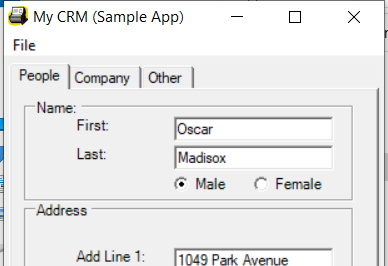 My CRM (Sample App)
File
People Company Other
Name:
First: Oscar
Last: Madisox
Male Female
Address
Add Line 1: 1049 Park Avenue